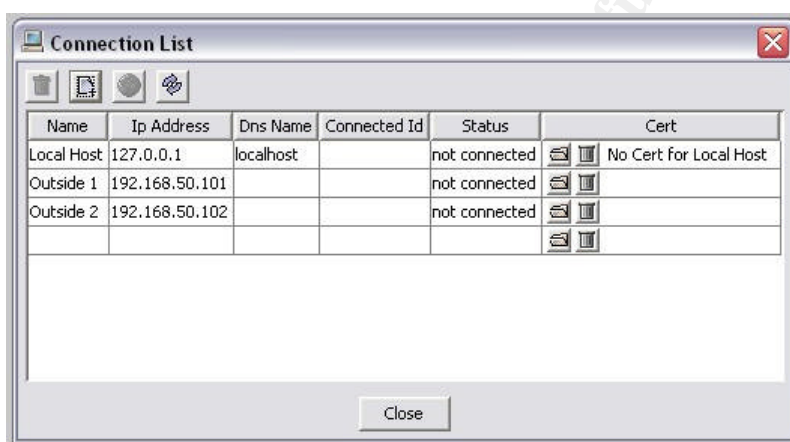 Connection List
Name Ip Address Dns Name Connected Id Status Cert
Local Host 127.0.0.1 localhost not connected No Cert for Local Host
Outside 1 192.168.50.101 not connected
Outside 2 192.168.50.102 not connected
Close